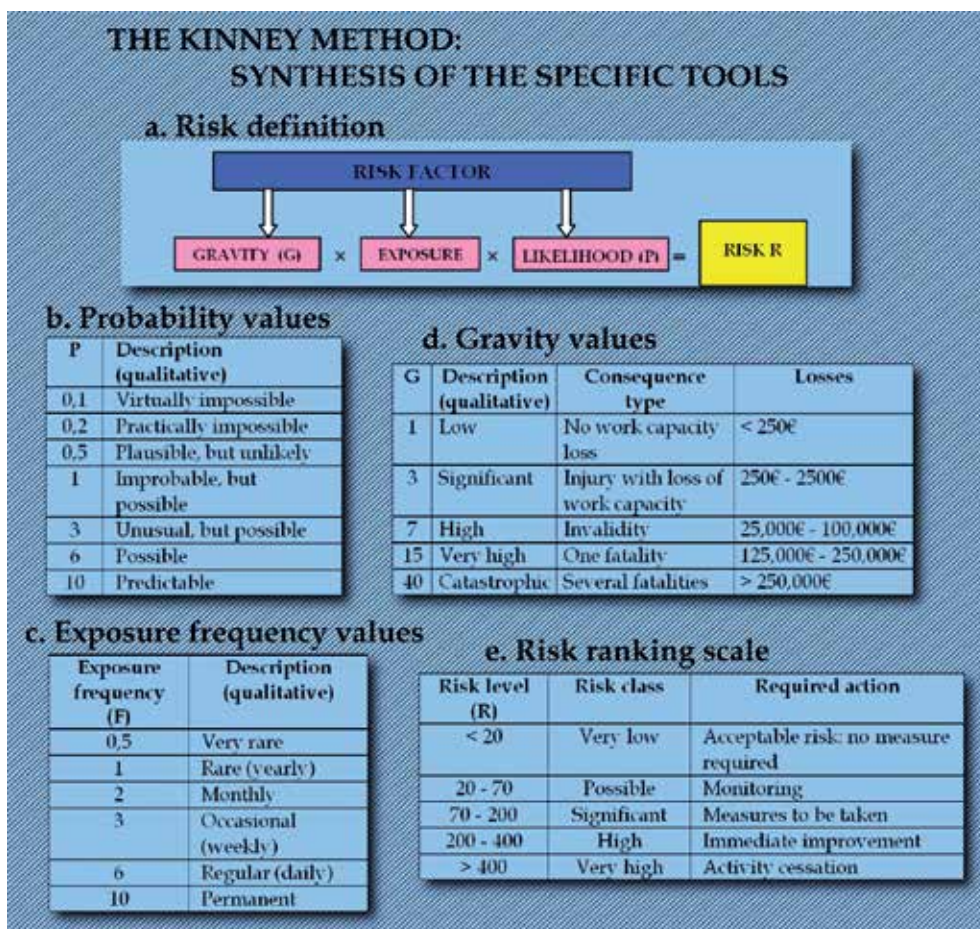 THE KINNEY METHOD:
SYNTHESIS OF THE SPECIFIC TOOLS
a. Risk definition
RISK FACTOR
GRAVITY (G) × EXPOSURE × LIKELIHOOD (P) = RISK R
b. Probability values
P Description
(qualitative)
0,1 Virtually impossible
0,2 Practically impossible
0,5 Plausible, but unlikely
1 Improbable, but
possible
3 Unusual, but possible
6 Possible
10 Predictable
d. Gravity values
G Description Consequence Losses
(qualitative) type
1 Low No work capacity < 250€
loss
3 Significant Injury with loss of 250€ - 2500€
work capacity
7 High Invalidity 25,000€ - 100,000€
15 Very high One fatality 125,000€ - 250,000€
40 Catastrophic Several fatalities > 250,000€
c. Exposure frequency values
Exposure Description
frequency (qualitative)
(F)
0,5 Very rare
1 Rare (yearly)
2 Monthly
3 Occasional
(weekly)
6 Regular (daily)
10 Permanent
e. Risk ranking scale
Risk level Risk class Required action
(R)
< 20 Very low Acceptable risk: no measure
required
20 - 70 Possible Monitoring
70 - 200 Significant Measures to be taken
200 - 400 High Immediate improvement
> 400 Very high Activity cessation